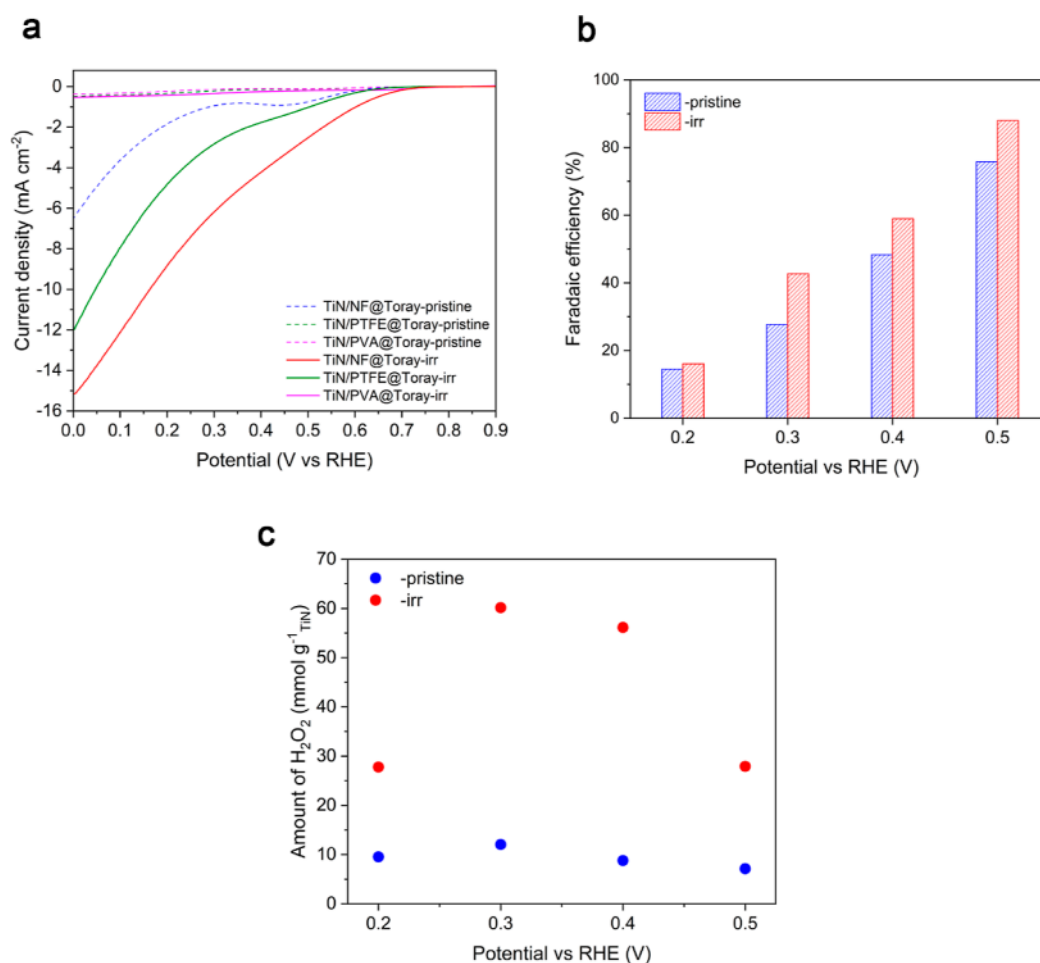 a
Current density (mA cm⁻²)
0
-2
-4
-6
-8
-10
-12
-14
-16
TiN/NF@Toray-pristine
TiN/PTFE@Toray-pristine
TiN/PVA@Toray-pristine
TiN/NF@Toray-irr
TiN/PTFE@Toray-irr
TiN/PVA@Toray-irr
0.0 0.1 0.2 0.3 0.4 0.5 0.6 0.7 0.8 0.9
Potential (V vs RHE)
b
Faradaic efficiency (%)
100
80
60
40
20
0
-pristine
-irr
0.2 0.3 0.4 0.5
Potential vs RHE (V)
c
Amount of H₂O₂ (mmol g⁻¹TiN)
70
60
50
40
30
20
10
0
-pristine
-irr
0.2 0.3 0.4 0.5
Potential vs RHE (V)